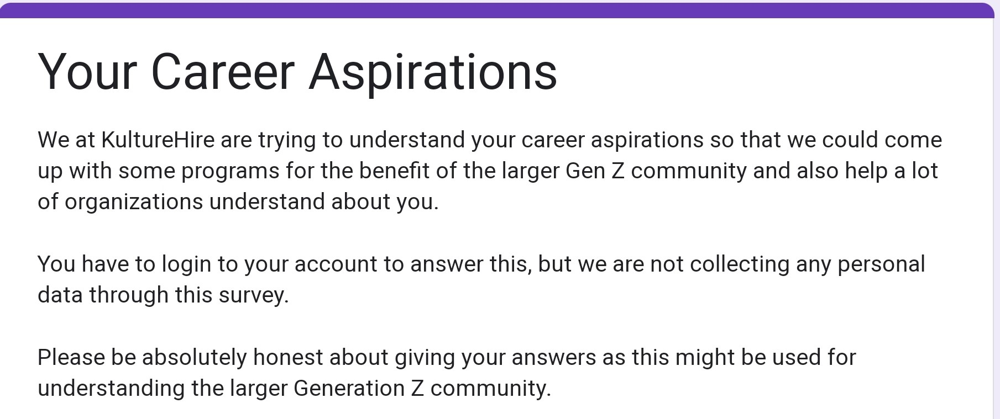 Your Career Aspirations
We at KultureHire are trying to understand your career aspirations so that we could come
up with some programs for the benefit of the larger Gen Z community and also help a lot
of organizations understand about you.
You have to login to your account to answer this, but we are not collecting any personal
data through this survey.
Please be absolutely honest about giving your answers as this might be used for
understanding the larger Generation Z community.